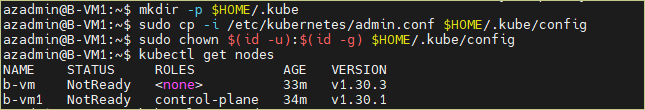 azadmin@B-VM1:~$ mkdir -p $HOME/.kube
azadmin@B-VM1:~$ sudo cp -i /etc/kubernetes/admin.conf $HOME/.kube/config
azadmin@B-VM1:~$ sudo chown $(id -u):$(id -g) $HOME/.kube/config
azadmin@B-VM1:~$ kubectl get nodes
NAME STATUS ROLES AGE VERSION
b-vm NotReady <none> 33m v1.30.3
b-vm1 NotReady control-plane 34m v1.30.1